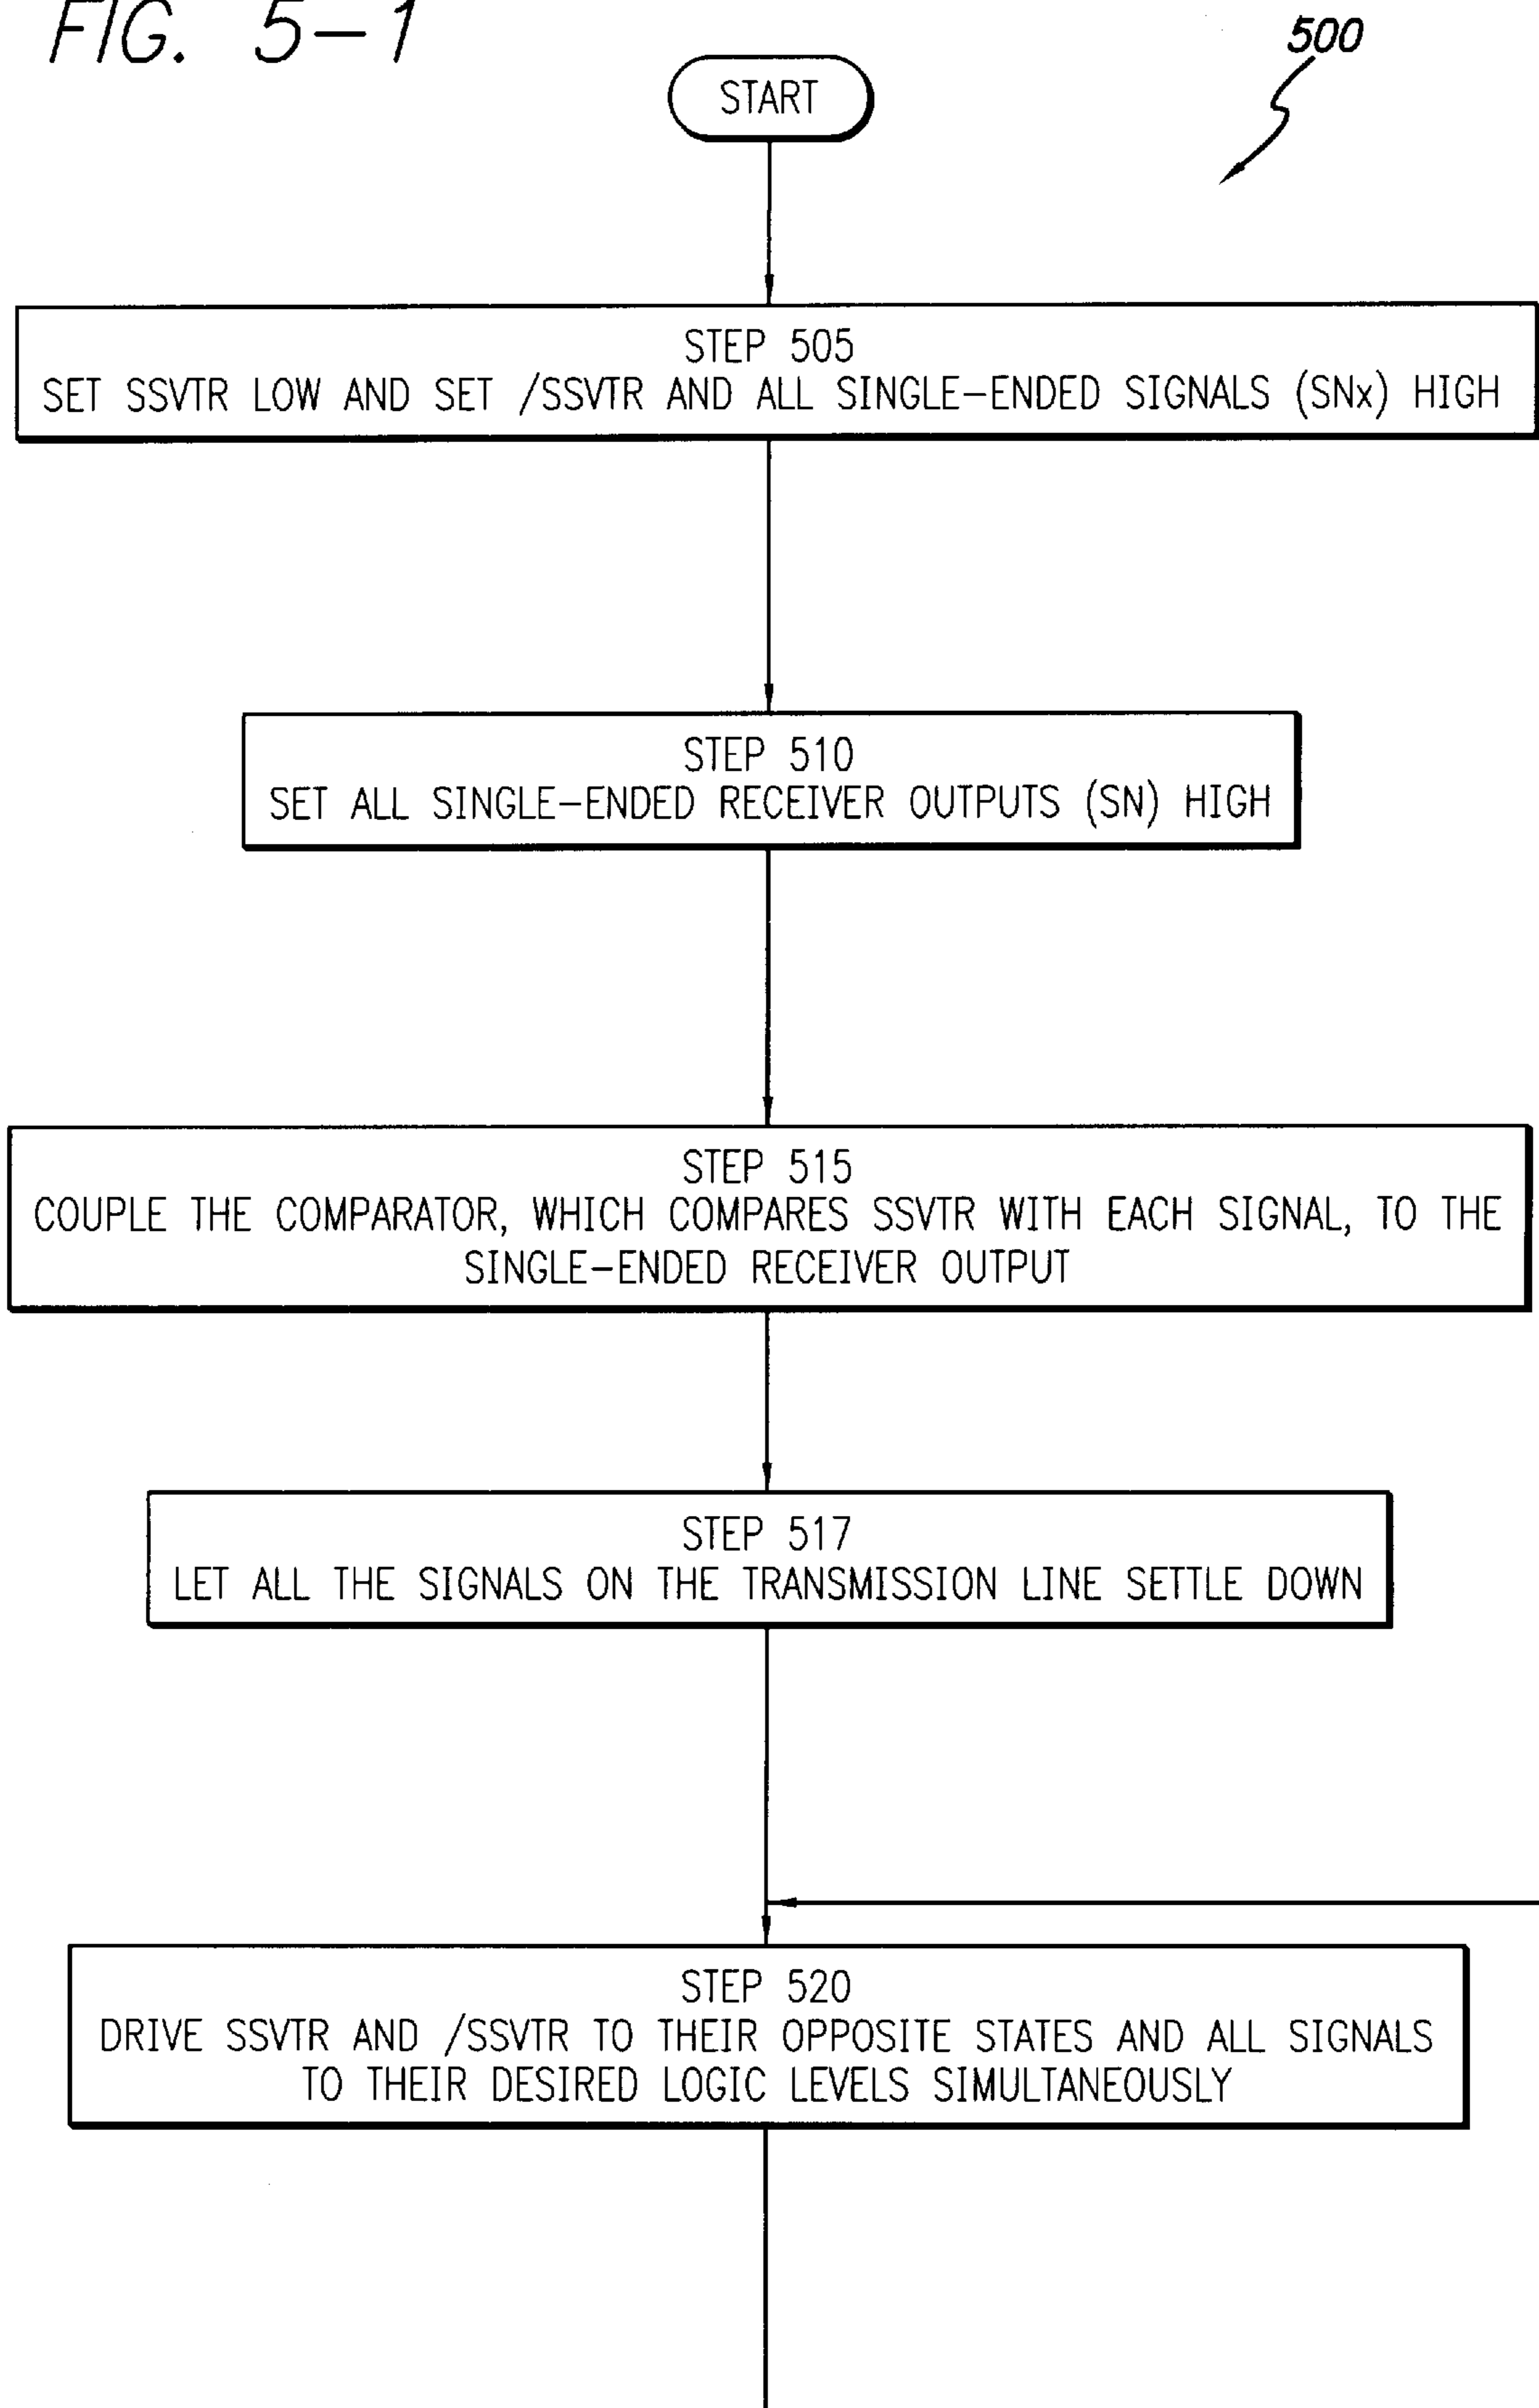 FIG. 5-1
500
START
STEP 505
SET SSVTR LOW AND SET /SSVTR AND ALL SINGLE-ENDED SIGNALS (SNx) HIGH
STEP 510
SET ALL SINGLE-ENDED RECEIVER OUTPUTS (SN) HIGH
STEP 515
COUPLE THE COMPARATOR, WHICH COMPARES SSVTR WITH EACH SIGNAL, TO THE
SINGLE-ENDED RECEIVER OUTPUT
STEP 517
LET ALL THE SIGNALS ON THE TRANSMISSION LINE SETTLE DOWN
STEP 520
DRIVE SSVTR AND /SSVTR TO THEIR OPPOSITE STATES AND ALL SIGNALS
TO THEIR DESIRED LOGIC LEVELS SIMULTANEOUSLY